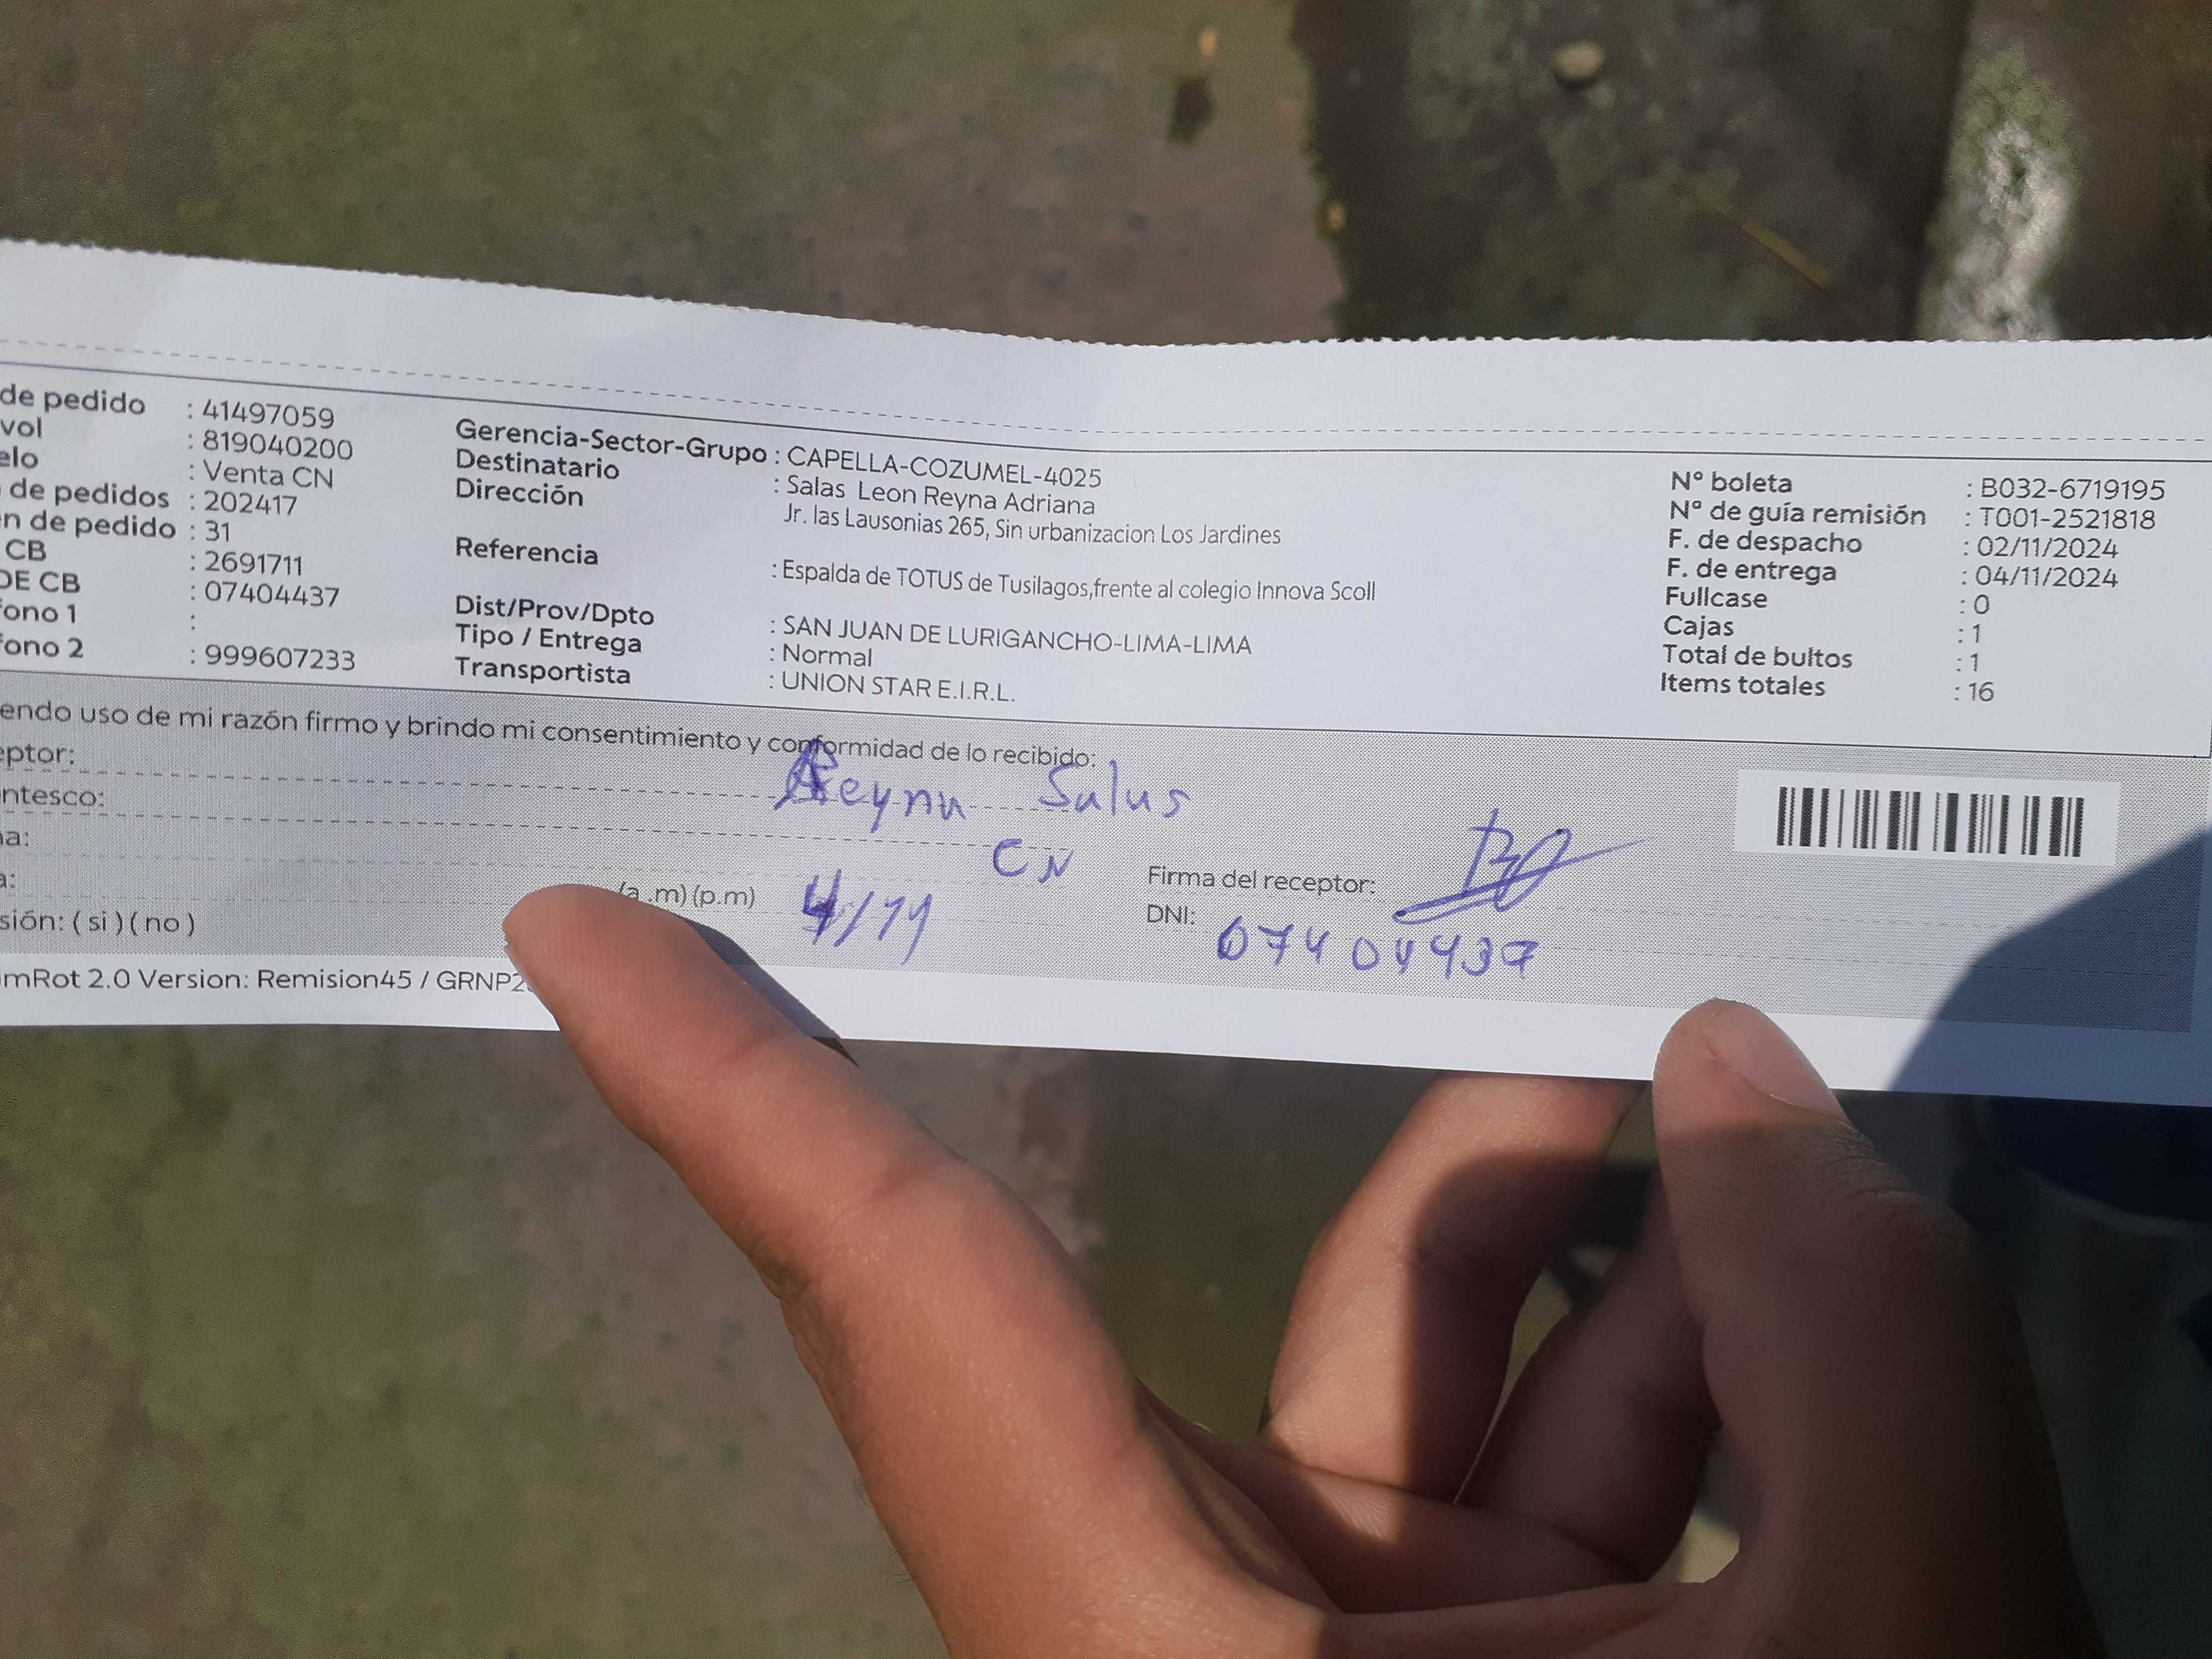 de pedido : 41497059
vol : 819040200
elo : Venta CN
de pedidos : 202417
n de pedido : 31
CB : 2691711
DE CB : 07404437
fono 1 :
fono 2 : 999607233
Gerencia-Sector-Grupo : CAPELLA-COZUMEL-4025
Destinatario : Salas Leon Reyna Adriana
Dirección Jr. las Lausonias 265, Sin urbanizacion Los Jardines
Referencia : Espalda de TOTUS de Tusilagos,frente al colegio Innova Scoll
Dist/Prov/Dpto : SAN JUAN DE LURIGANCHO-LIMA-LIMA
Tipo / Entrega : Normal
Transportista : UNION STAR E.I.R.L.
N° boleta : B032-6719195
N° de guía remisión : T001-2521818
F. de despacho : 02/11/2024
F. de entrega : 04/11/2024
Fullcase : 0
Cajas : 1
Total de bultos : 1
Items totales : 16
endo uso de mi razón firmo y brindo mi consentimiento y conformidad de lo recibido:
eptor: Reyna Salas
ntesco: CN
na:
a: (a .m) (p.m) 4/11
sión: ( si ) ( no )
Firma del receptor:
DNI: 07404437
mRot 2.0 Version: Remision45 / GRNP2